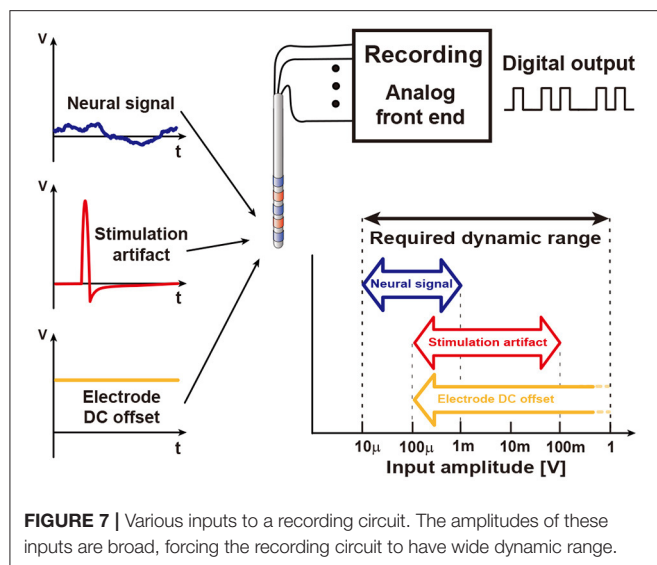 V
Neural signal
t
V
Stimulation
artifact
t
V
Electrode
DC offset
t
Recording
Analog
front end
Digital output
Required dynamic range
Neural signal
Stimulation artifact
Electrode DC offset
10μ 100μ 1m 10m 100m 1
Input amplitude [V]
FIGURE 7 | Various inputs to a recording circuit. The amplitudes of these
inputs are broad, forcing the recording circuit to have wide dynamic range.